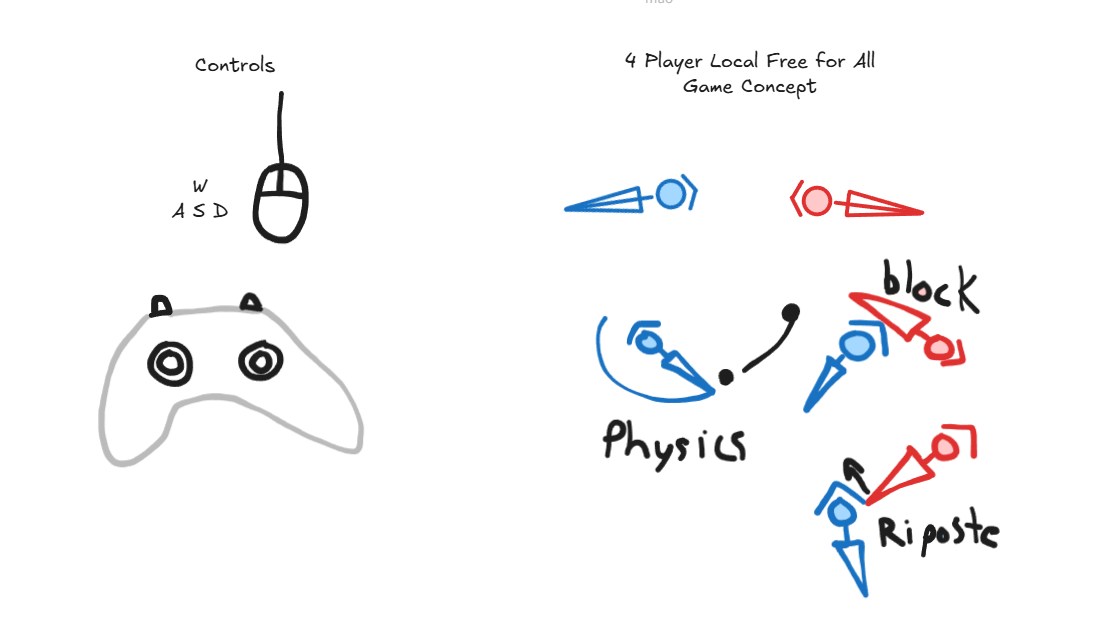 Controls
4 Player Local Free for All
Game Concept
W
A S D
block
Physics
Riposte